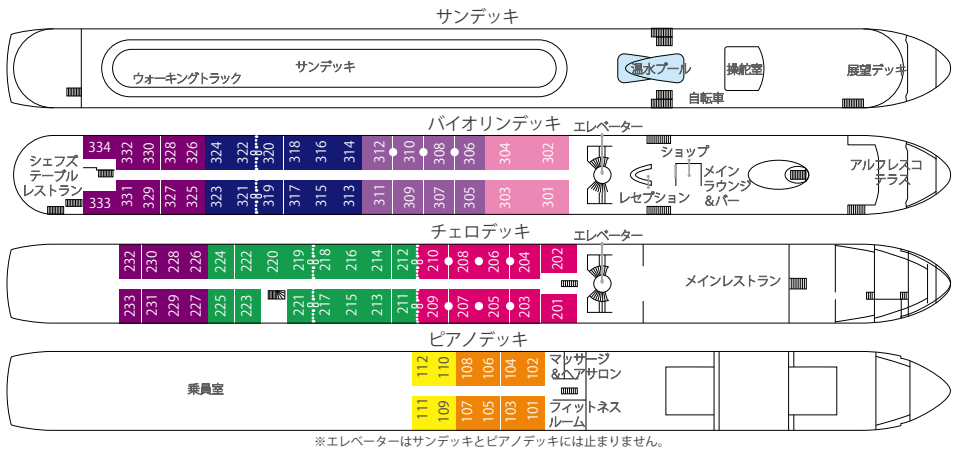 サンデッキ
サンデッキ
ウォーキングトラック
温水プール
操舵室
展望デッキ
自転車
バイオリンデッキ
エレベーター
334 332 330 328 326 324 322 320 318 316 314 312 310 308 306 304 302
シェフズ
テーブル
レストラン
ショップ
メイン
ラウンジ
&バー
レセプション
アルフレスコ
テラス
333 331 329 327 325 323 321 319 317 315 313 311 309 307 305 303 301
チェロデッキ
エレベーター
232 230 228 226 224 222 220 219 218 216 214 212 210 208 206 204 202
メインレストラン
233 231 229 227 225 223 221 217 215 213 211 209 207 205 203 201
ピアノデッキ
乗員室
112 110 108 106 104 102
マッサージ
&ヘアサロン
111 109 107 105 103 101
フィットネス
ルーム
※エレベーターはサンデッキとピアノデッキには止まりません。